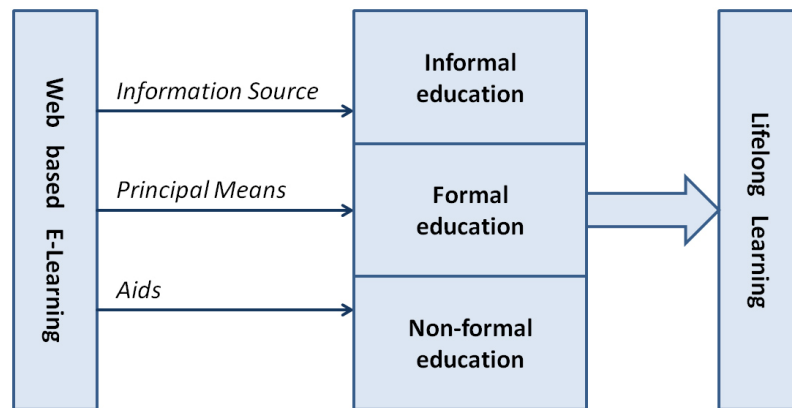 Web based E-Learning
Information Source
Principal Means
Aids
Informal
education
Formal
education
Non-formal
education
Lifelong Learning